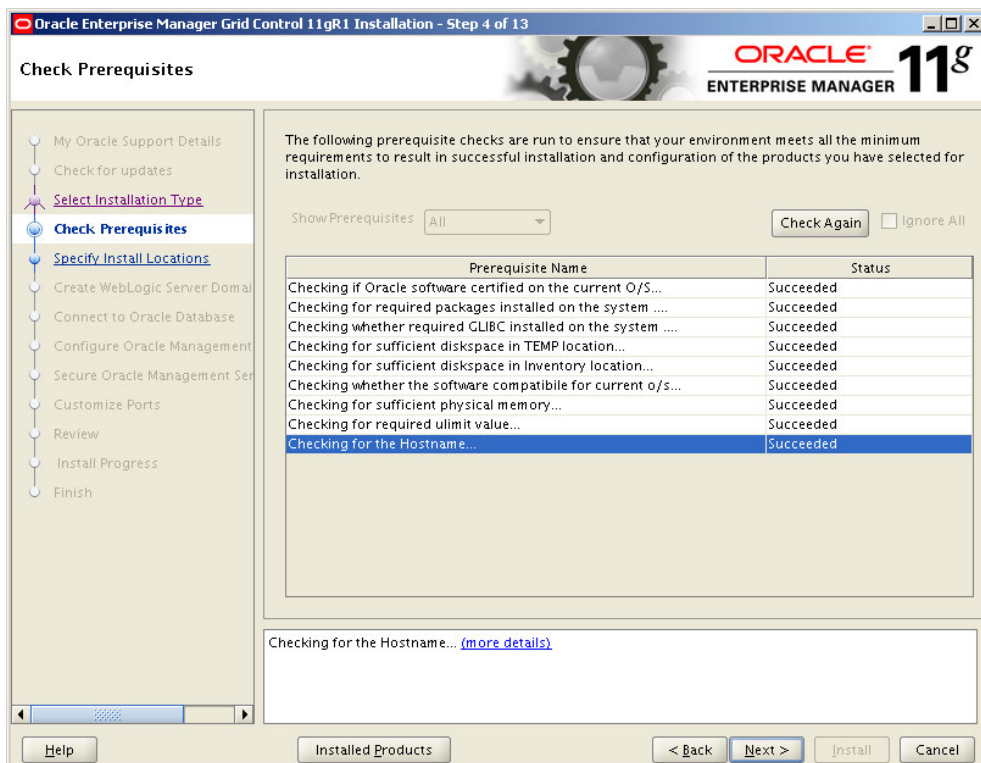 Oracle Enterprise Manager Grid Control 11gR1 Installation - Step 4 of 13
Check Prerequisites
ORACLE
ENTERPRISE MANAGER
11g
My Oracle Support Details
Check for updates
Select Installation Type
Check Prerequisites
Specify Install Locations
Create WebLogic Server Domai
Connect to Oracle Database
Configure Oracle Management
Secure Oracle Management Ser
Customize Ports
Review
Install Progress
Finish
The following prerequisite checks are run to ensure that your environment meets all the minimum
requirements to result in successful installation and configuration of the products you have selected for
installation.
Show Prerequisites All Check Again Ignore All
Prerequisite Name Status
Checking if Oracle software certified on the current O/S... Succeeded
Checking for required packages installed on the system .... Succeeded
Checking whether required GLIBC installed on the system .... Succeeded
Checking for sufficient diskspace in TEMP location... Succeeded
Checking for sufficient diskspace in Inventory location... Succeeded
Checking whether the software compatibile for current o/s... Succeeded
Checking for sufficient physical memory... Succeeded
Checking for required ulimit value... Succeeded
Checking for the Hostname... Succeeded
Checking for the Hostname... (more details)
Help Installed Products < Back Next > Install Cancel